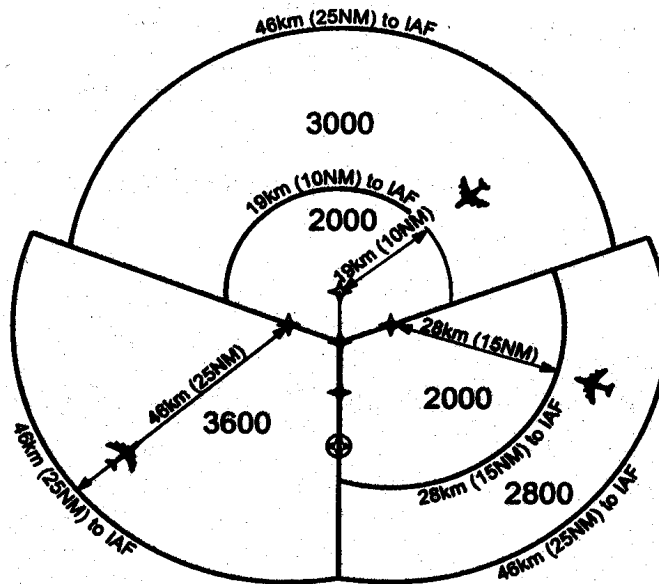 46km (25NM) to IAF
3000
19km (10NM) to IAF
2000
19km (10NM)
28km (15NM)
46km (25NM)
2000
3600
28km (15NM) to IAF
2800
46km (25NM) to IAF
46km (25NM) to IAF